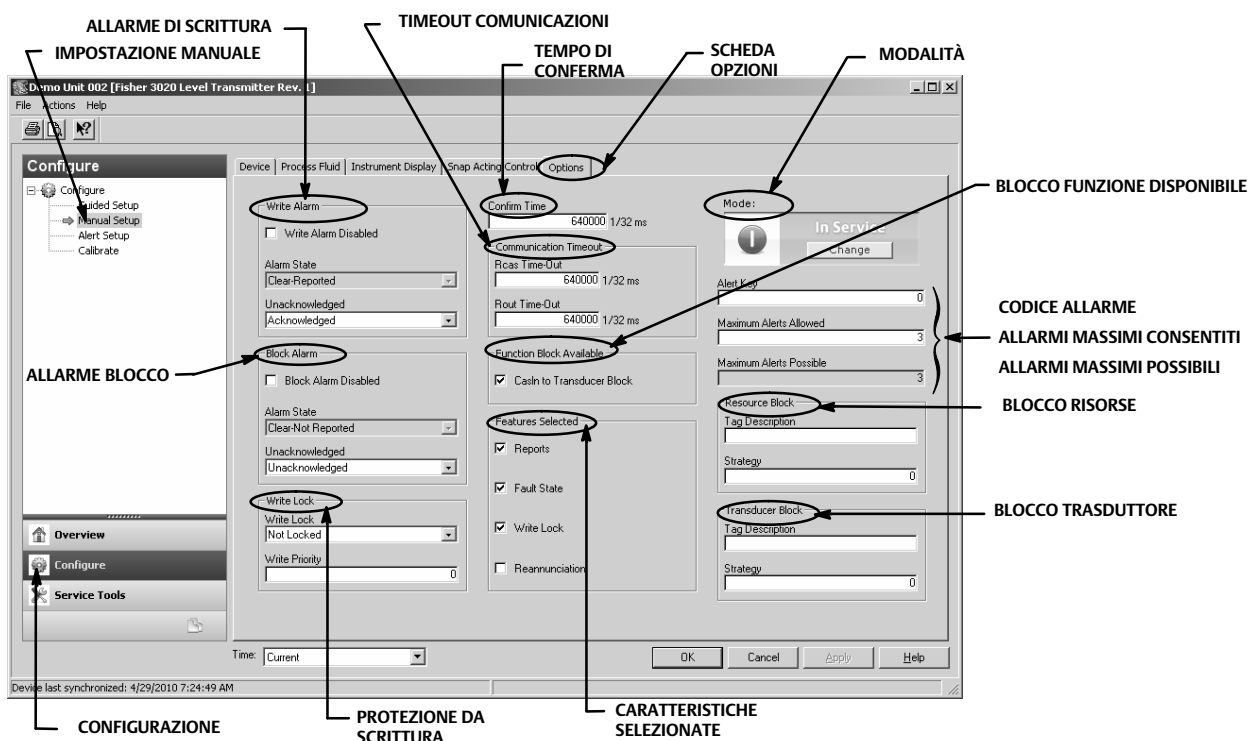 ALLARME DI SCRITTURA
TIMEOUT COMUNICAZIONI
IMPOSTAZIONE MANUALE
TEMPO DI
CONFERMA
SCHEDA
OPZIONI
MODALITÀ
Demo Unit 002 [Fisher 3020 Level Transmitter Rev. 1]
File Actions Help
Configure
Configure
Guided Setup
Manual Setup
Alert Setup
Calibrate
Device
Process Fluid
Instrument Display
Snap Acting Control
Options
Write Alarm
Write Alarm Disabled
Alarm State
Clear-Reported
Unacknowledged
Acknowledged
Block Alarm
Block Alarm Disabled
Alarm State
Clear-Not Reported
Unacknowledged
Unacknowledged
Write Lock
Write Lock
Not Locked
Write Priority
0
Confirm Time
640000 1/32 ms
Communication Timeout
Rcas Time-Out
640000 1/32 ms
Rout Time-Out
640000 1/32 ms
Function Block Available
CasIn to Transducer Block
Features Selected
Reports
Fault State
Write Lock
Reannunciation
Mode:
In Service
Change
Alert Key
0
Maximum Alerts Allowed
3
Maximum Alerts Possible
3
Resource Block
Tag Description
Strategy
0
Transducer Block
Tag Description
Strategy
0
BLOCCO FUNZIONE DISPONIBILE
CODICE ALLARME
ALLARMI MASSIMI CONSENTITI
ALLARMI MASSIMI POSSIBILI
BLOCCO RISORSE
BLOCCO TRASDUTTORE
ALLARME BLOCCO
Overview
Configure
Service Tools
Time: Current
OK
Cancel
Apply
Help
Device last synchronized: 4/29/2010 7:24:49 AM
CONFIGURAZIONE
PROTEZIONE DA
SCRITTURA
CARATTERISTICHE
SELEZIONATE